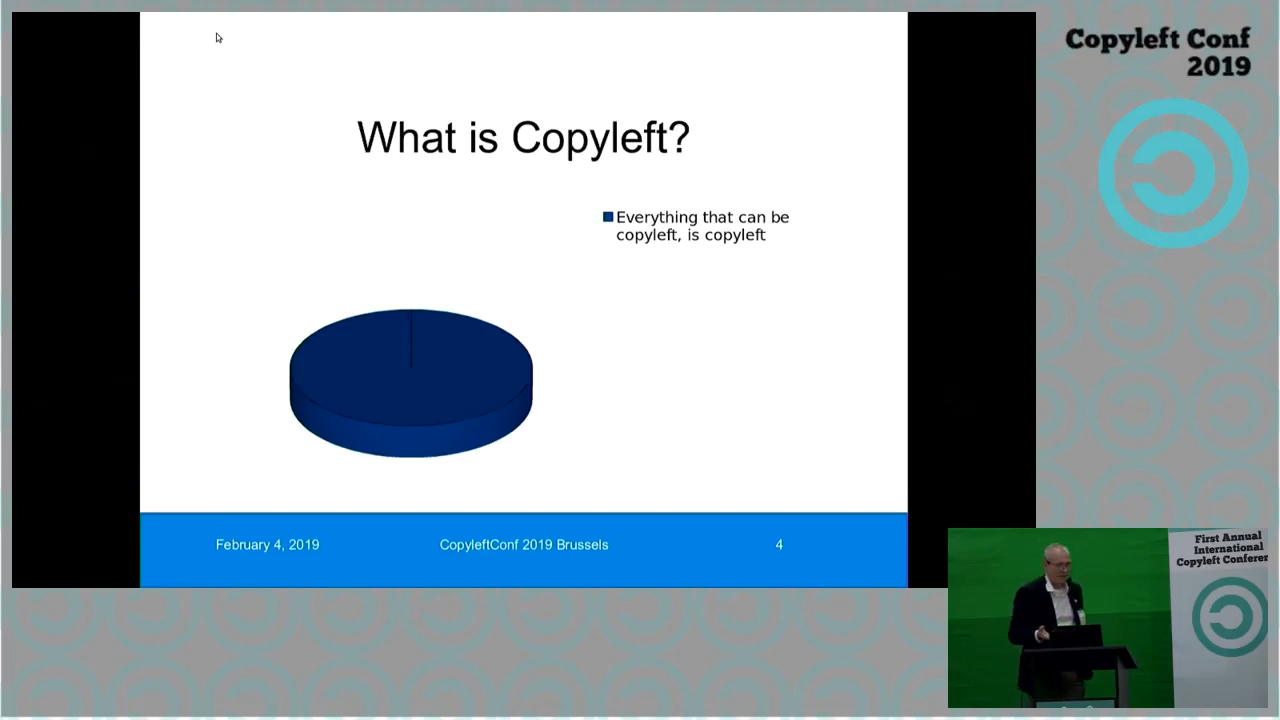 Copyleft Conf
2019
What is Copyleft?
Everything that can be
copyleft, is copyleft
February 4, 2019
CopyleftConf 2019 Brussels
4
First Annual
International
Copyleft Conferen